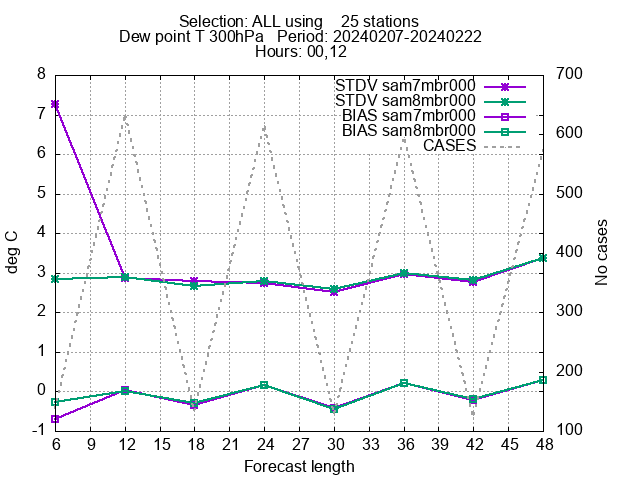 Selection: ALL using    25 stations
Dew point T 300hPa   Period: 20240207-20240222
Hours: 00,12
8 700
STDV sam7mbr000
STDV sam8mbr000
7
BIAS sam7mbr000
BIAS sam8mbr000 600
CASES
6
5 500
4 400
3
2 300
1 200
0
-1 100
deg C
No cases
6 9 12 15 18 21 24 27 30 33 36 39 42 45 48
Forecast length